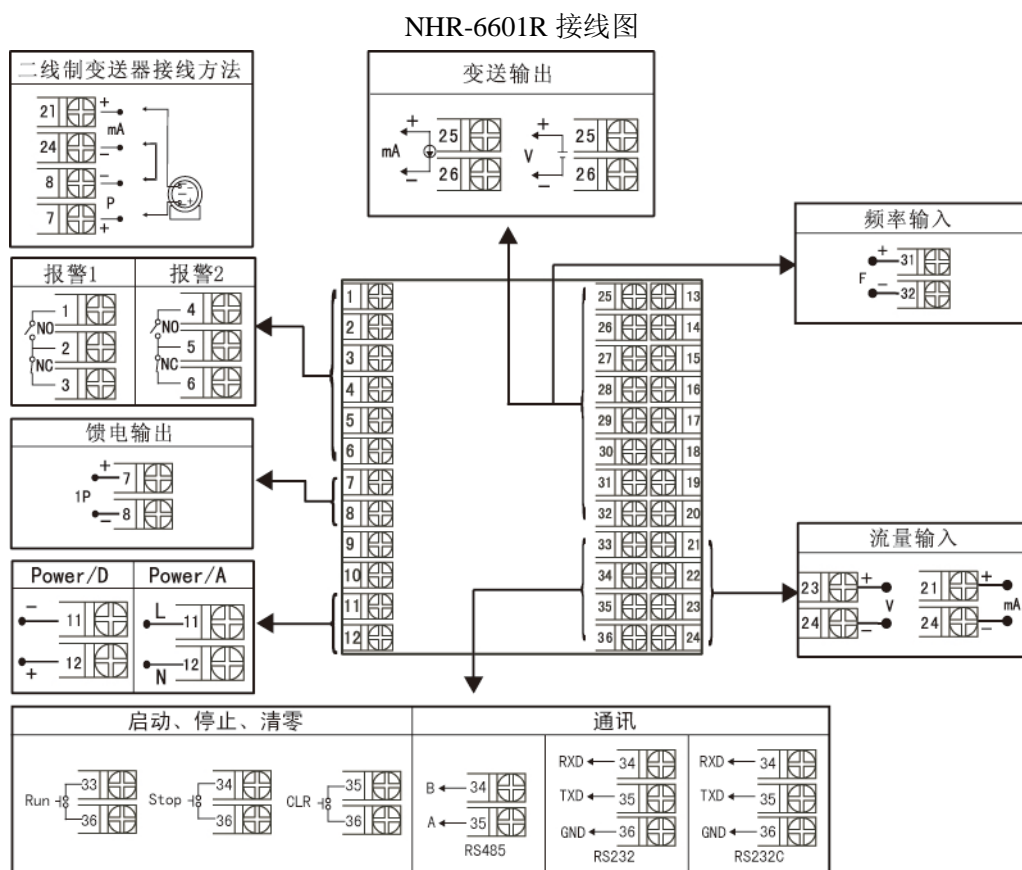 NHR-6601R 接线图
二线制变送器接线方法
21 + mA
24 -
8 - P
7 +
变送输出
+ mA - 25 26
+ V - 25 26
频率输入
+ 31
F
- 32
报警1 报警2
1 NO 2 NC 3
4 NO 5 NC 6
馈电输出
+ 7
1P
- 8
Power/D Power/A
- 11 L 11
+ 12 N 12
1 25 13
2 26 14
3 27 15
4 28 16
5 29 17
6 30 18
7 31 19
8 32 20
9 33 21
10 34 22
11 35 23
12 36 24
流量输入
23 + V 21 + mA
24 - 24 -
启动、停止、清零
Run 33 36
Stop 34 36
CLR 35 36
通讯
B 34
A 35
RS485
RXD 34
TXD 35
GND 36
RS232
RXD 34
TXD 35
GND 36
RS232C